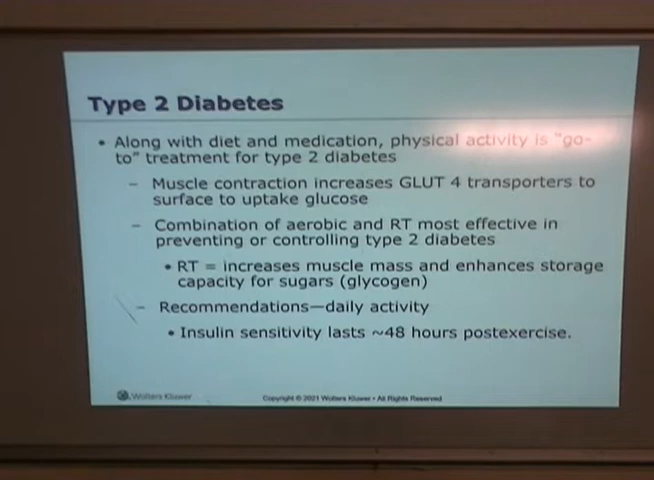 Type 2 Diabetes
• Along with diet and medication, physical activity is "go-
to" treatment for type 2 diabetes
– Muscle contraction increases GLUT 4 transporters to
surface to uptake glucose
– Combination of aerobic and RT most effective in
preventing or controlling type 2 diabetes
• RT = increases muscle mass and enhances storage
capacity for sugars (glycogen)
– Recommendations—daily activity
• Insulin sensitivity lasts ~48 hours postexercise.
Wolters Kluwer
Copyright © 2021 Wolters Kluwer • All Rights Reserved